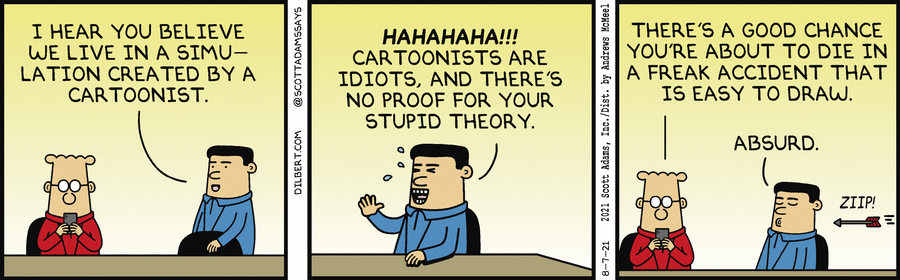 I HEAR YOU BELIEVE
WE LIVE IN A SIMU-
LATION CREATED BY A
CARTOONIST.
DILBERT.COM @SCOTTADAMSSAYS
HAHAHAHA!!!
CARTOONISTS ARE
IDIOTS, AND THERE'S
NO PROOF FOR YOUR
STUPID THEORY.
8-7-21 2021 Scott Adams, Inc./Dist. by Andrews McMeel
THERE'S A GOOD CHANCE
YOU'RE ABOUT TO DIE IN
A FREAK ACCIDENT THAT
IS EASY TO DRAW.
ABSURD.
ZIIP!